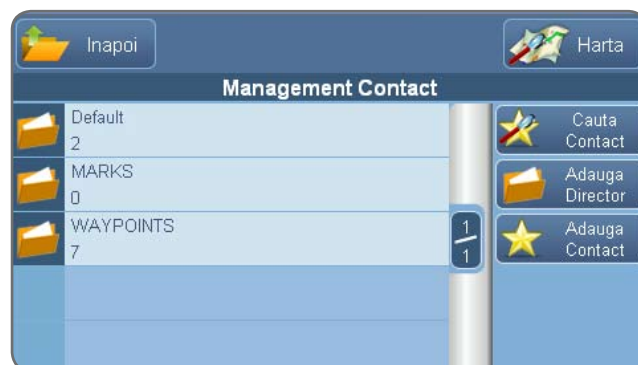 Inapoi
Harta
Management Contact
Default
2
MARKS
0
WAYPOINTS
7
1
1
Cauta
Contact
Adauga
Director
Adauga
Contact